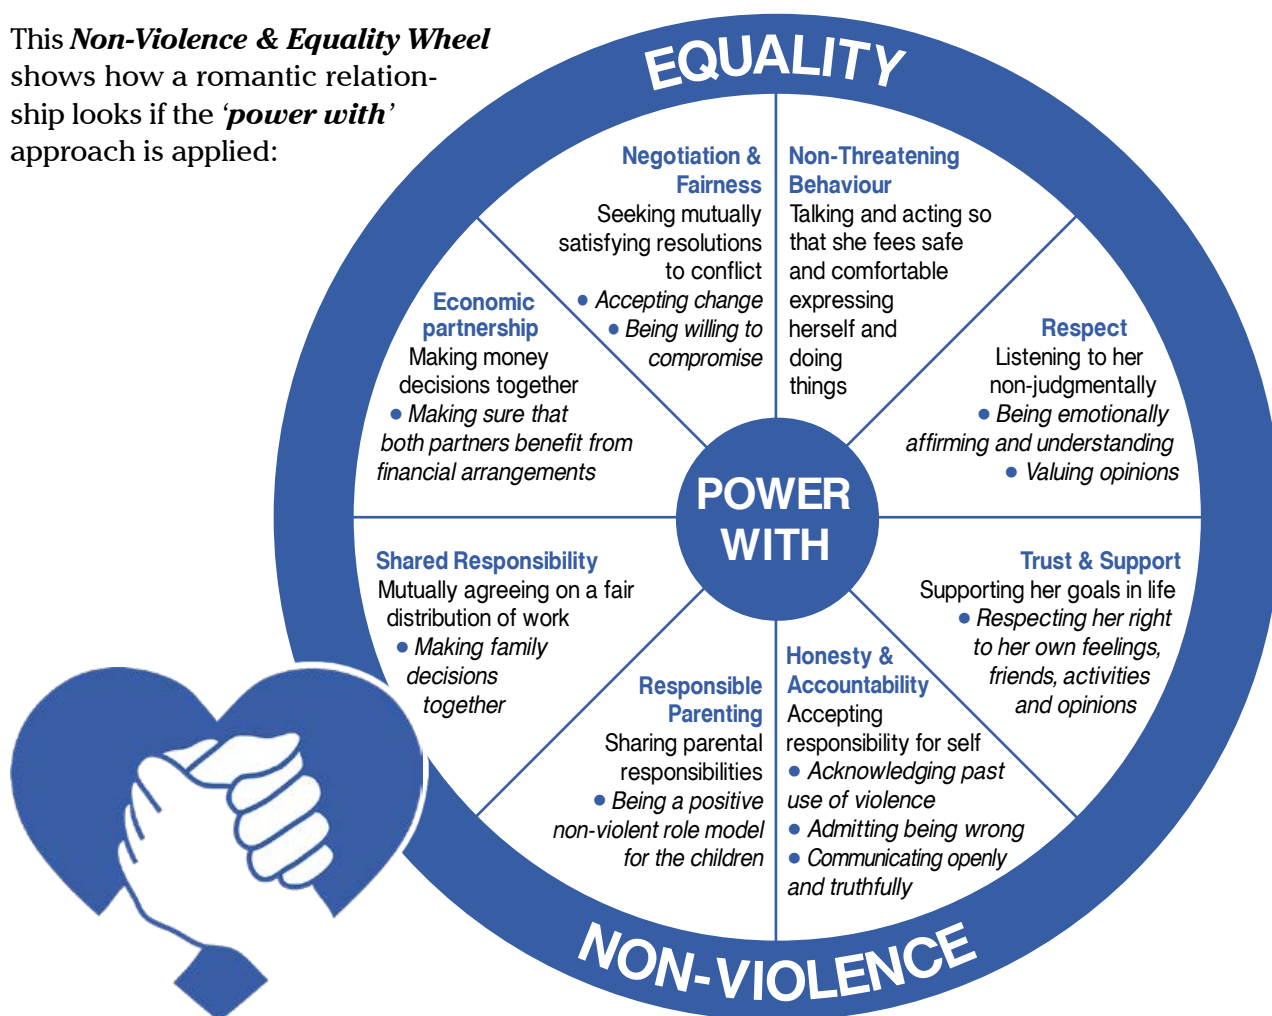 This Non-Violence & Equality Wheel
shows how a romantic relation-
ship looks if the ‘power with’
approach is applied:
EQUALITY
Negotiation &
Fairness
Seeking mutually
satisfying resolutions
to conflict
• Accepting change
• Being willing to
compromise
Non-Threatening
Behaviour
Talking and acting so
that she fees safe
and comfortable
expressing
herself and
doing
things
Respect
Listening to her
non-judgmentally
• Being emotionally
affirming and understanding
• Valuing opinions
Trust & Support
Supporting her goals in life
• Respecting her right
to her own feelings,
friends, activities
and opinions
Honesty &
Accountability
Accepting
responsibility for self
• Acknowledging past
use of violence
• Admitting being wrong
• Communicating openly
and truthfully
Responsible
Parenting
Sharing parental
responsibilities
• Being a positive
non-violent role model
for the children
Shared Responsibility
Mutually agreeing on a fair
distribution of work
• Making family
decisions
together
Economic
partnership
Making money
decisions together
• Making sure that
both partners benefit from
financial arrangements
POWER
WITH
NON-VIOLENCE